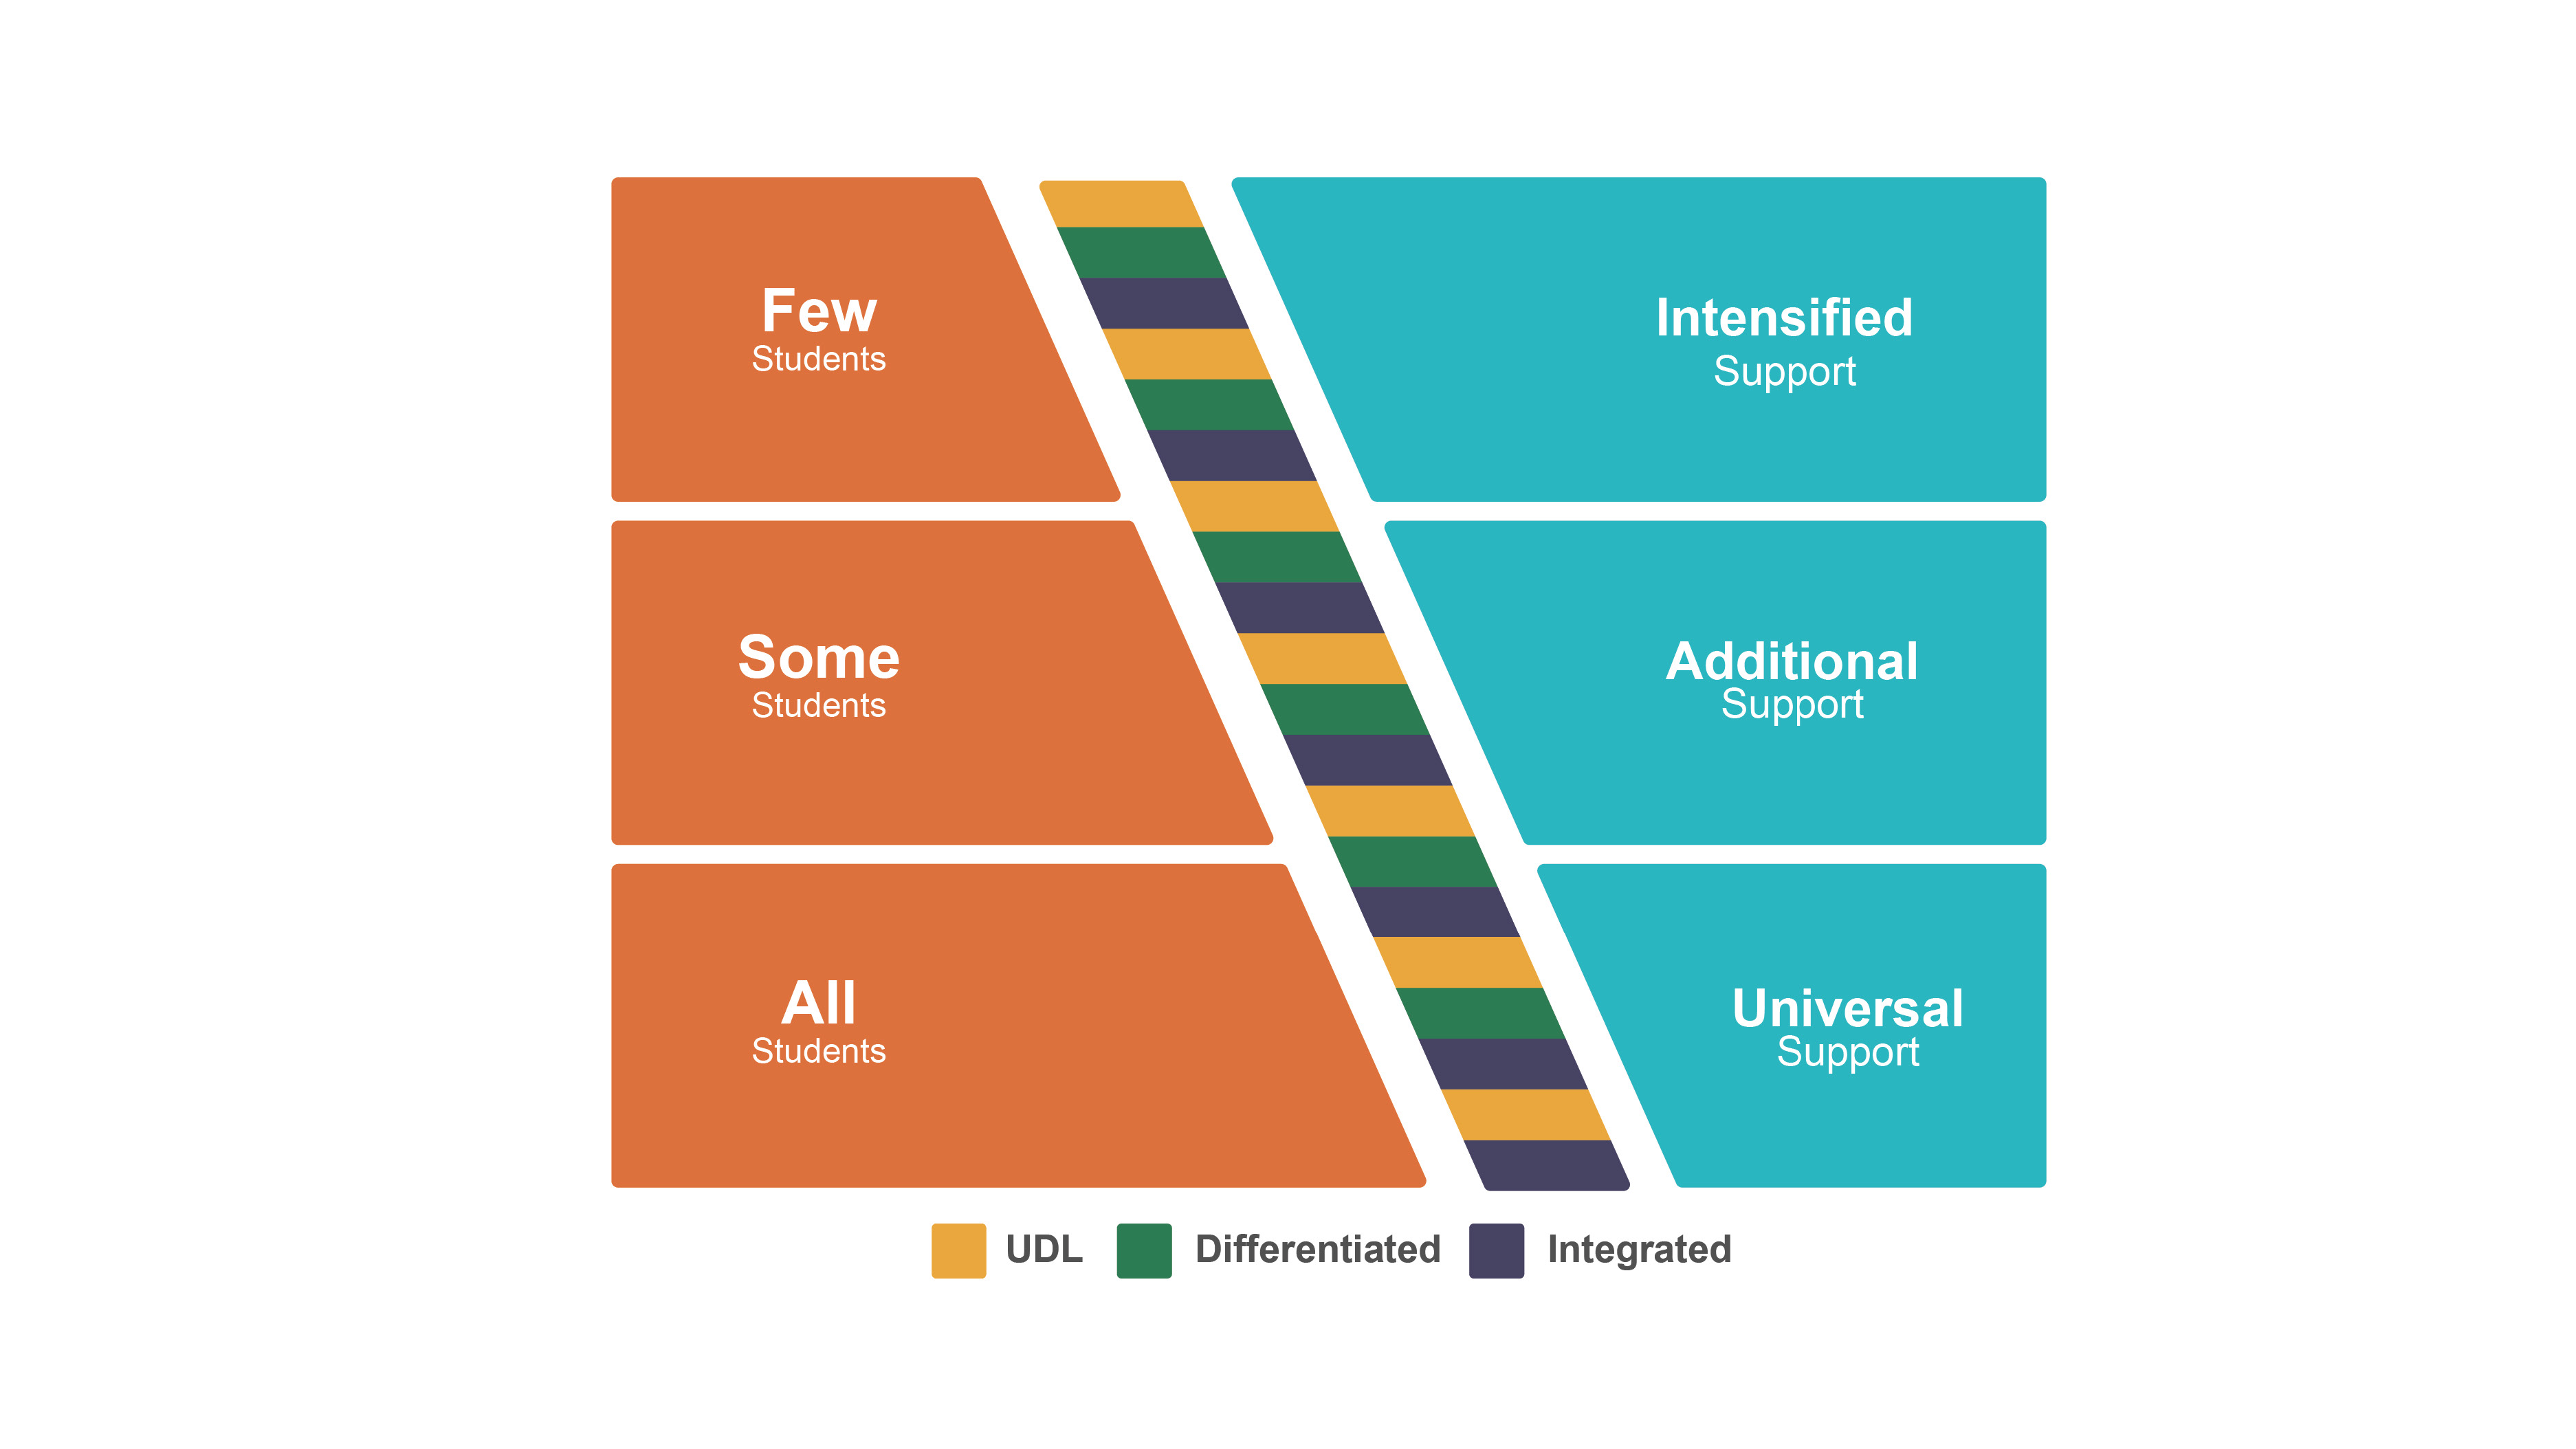 Few
Students
Intensified
Support
Some
Students
Additional
Support
All
Students
Universal
Support
UDL
Differentiated
Integrated